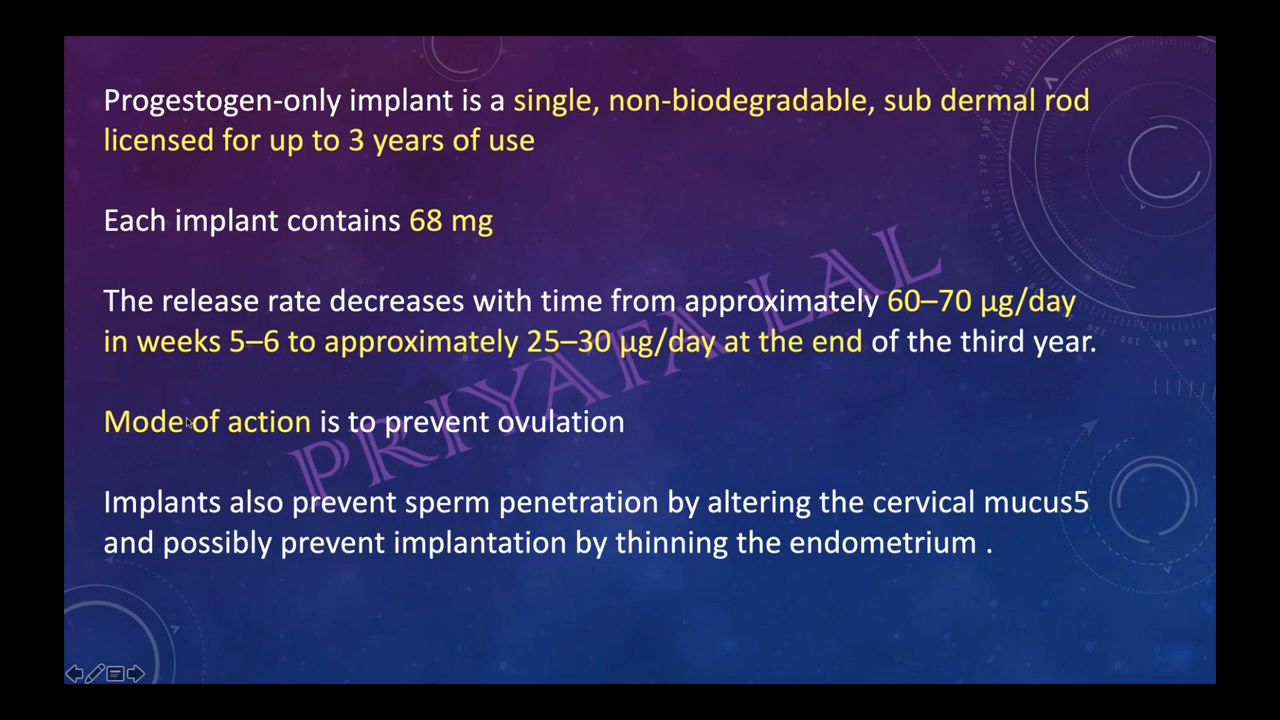 Progestogen-only implant is a single, non-biodegradable, sub dermal rod
licensed for up to 3 years of use
Each implant contains 68 mg
The release rate decreases with time from approximately 60–70 μg/day
in weeks 5–6 to approximately 25–30 μg/day at the end of the third year.
Mode of action is to prevent ovulation
Implants also prevent sperm penetration by altering the cervical mucus5
and possibly prevent implantation by thinning the endometrium .
PRIYATA LAL